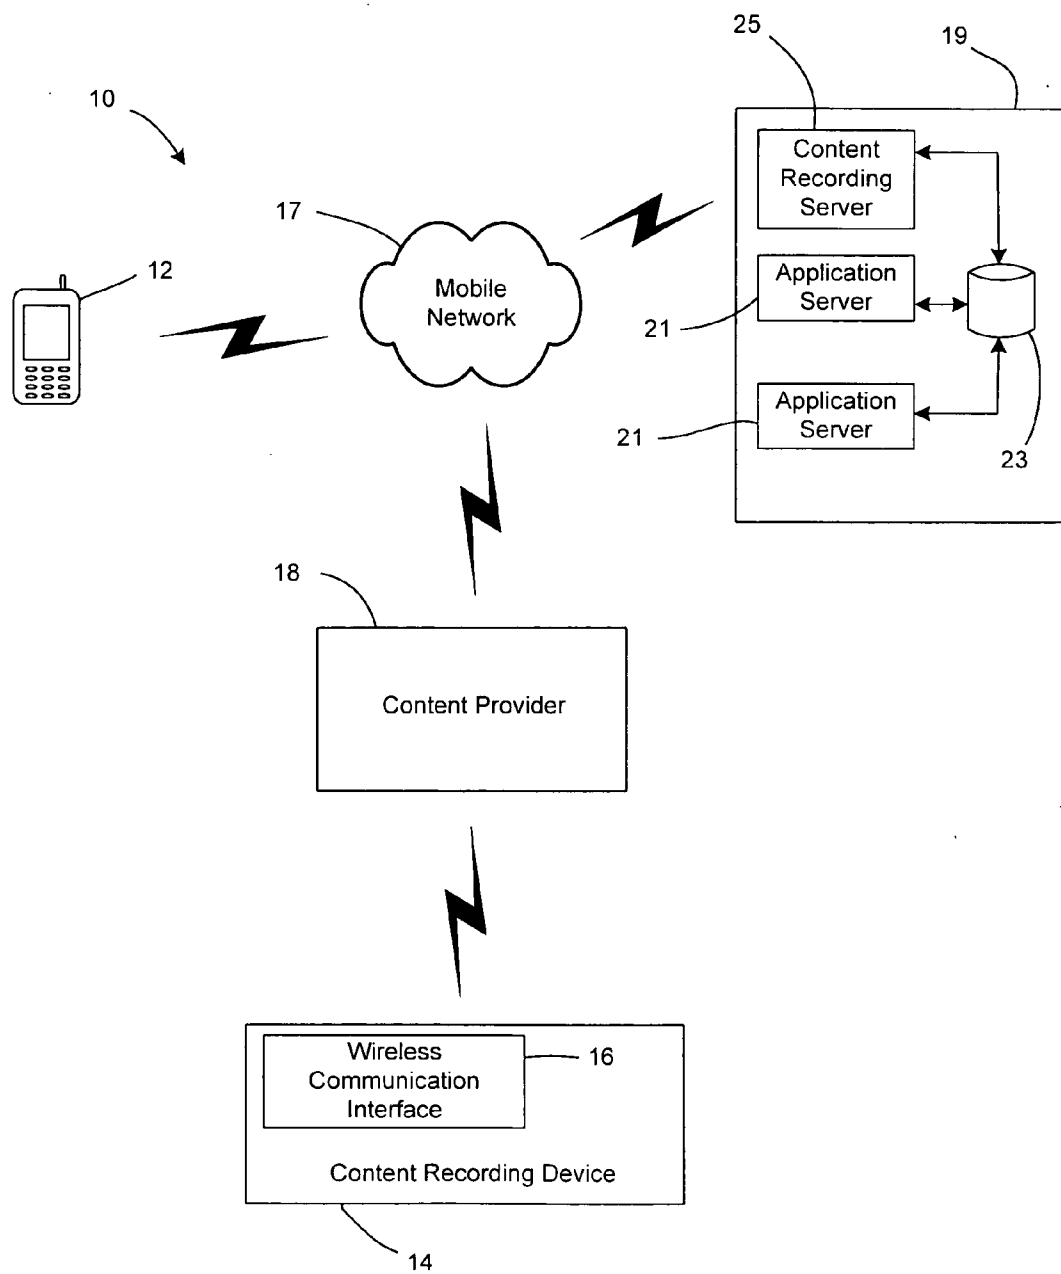 25
19
10
Content
Recording
Server
17
12
Mobile
Network
Application
Server
21
Application
Server
21
23
18
Content Provider
Wireless
Communication
Interface
16
Content Recording Device
14